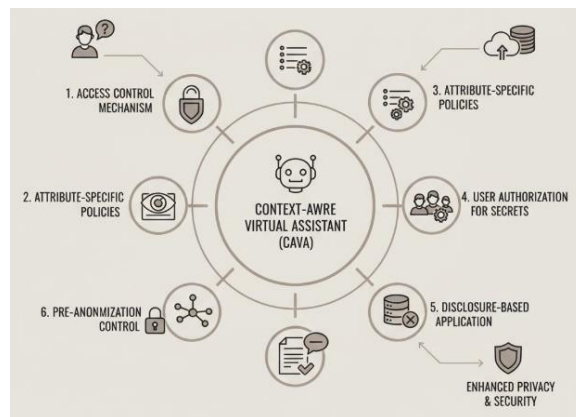 1. ACCESS CONTROL
MECHANISM
2. ATTRIBUTE-SPECIFIC
POLICIES
3. ATTRIBUTE-SPECIFIC
POLICIES
CONTEXT-AWRE
VIRTUAL ASSISTANT
(CAVA)
4. USER AUTHORIZATION
FOR SECRETS
6. PRE-ANONMIZATION
CONTROL
5. DISCLOSURE-BASED
APPLICATION
ENHANCED PRIVACY
& SECURITY